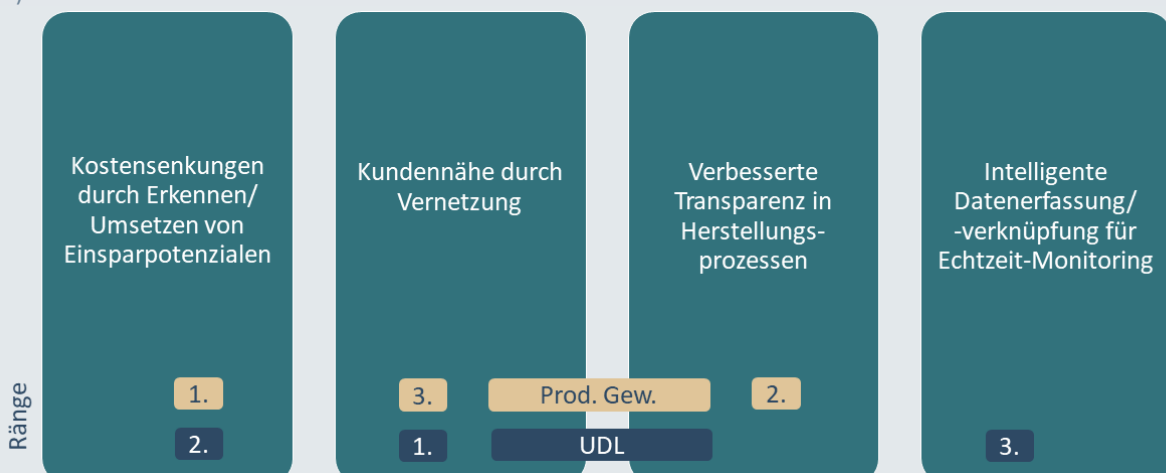 Kostensenkungen
durch Erkennen/
Umsetzen von
Einsparpotenzialen
Kundennähe durch
Vernetzung
Verbesserte
Transparenz in
Herstellungs-
prozessen
Intelligente
Datenerfassung/
-verknüpfung für
Echtzeit-Monitoring
Ränge
1.
3.
Prod. Gew.
2.
2.
1.
UDL
3.